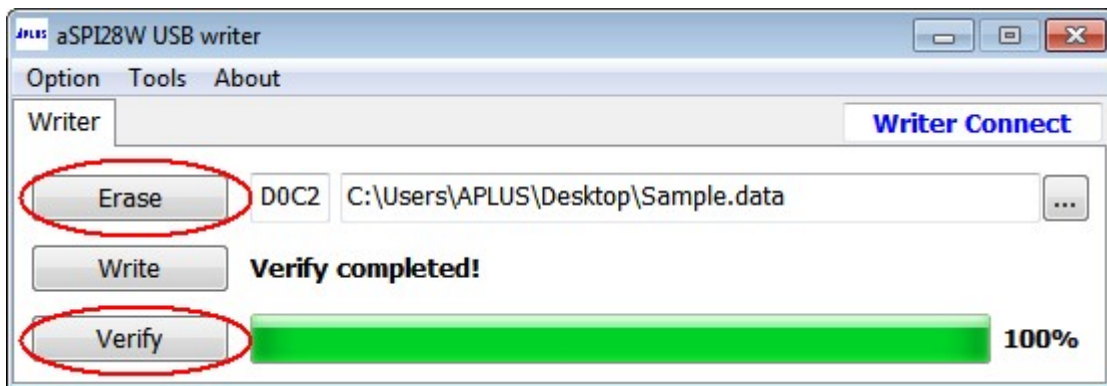 APLUS aSPI28W USB writer
Option Tools About
Writer
Writer Connect
Erase D0C2 C:\Users\APLUS\Desktop\Sample.data ...
Write Verify completed!
Verify 100%